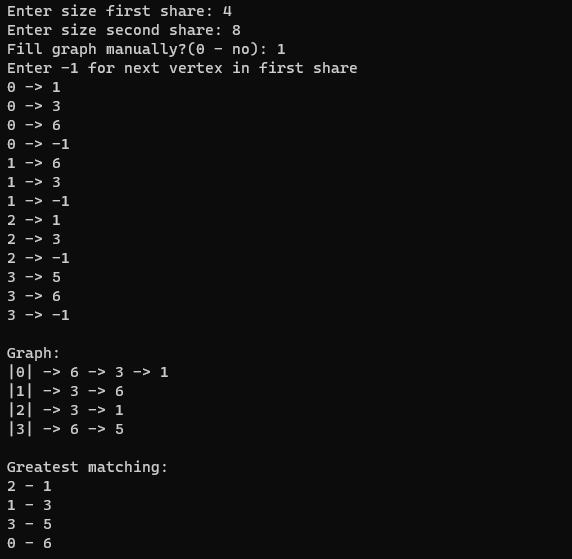 Enter size first share: 4
Enter size second share: 8
Fill graph manually?(0 - no): 1
Enter -1 for next vertex in first share
0 -> 1
0 -> 3
0 -> 6
0 -> -1
1 -> 6
1 -> 3
1 -> -1
2 -> 1
2 -> 3
2 -> -1
3 -> 5
3 -> 6
3 -> -1

Graph:
|0| -> 6 -> 3 -> 1
|1| -> 3 -> 6
|2| -> 3 -> 1
|3| -> 6 -> 5

Greatest matching:
2 - 1
1 - 3
3 - 5
0 - 6